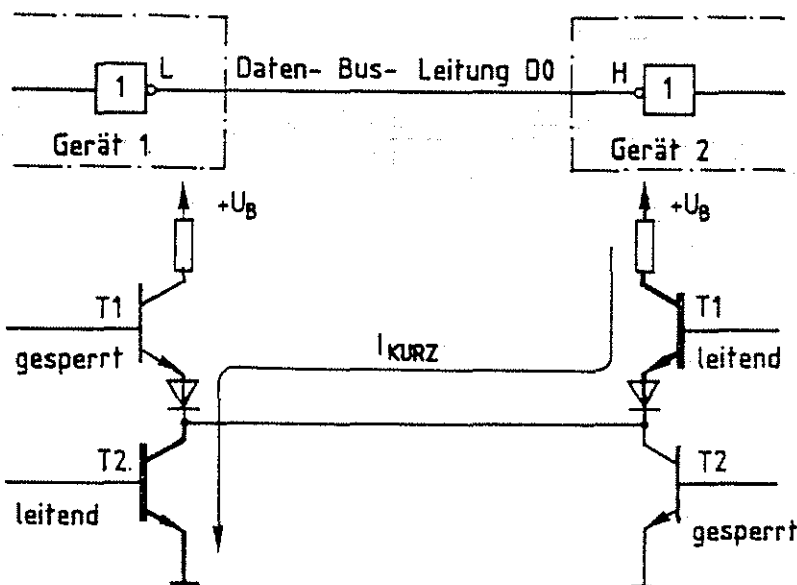 1 L Daten- Bus- Leitung D0 H 1
Gerät 1 Gerät 2
+U_B +U_B
T1 T1
gesperrt I_KURZ leitend
T2. T2
leitend gesperrt